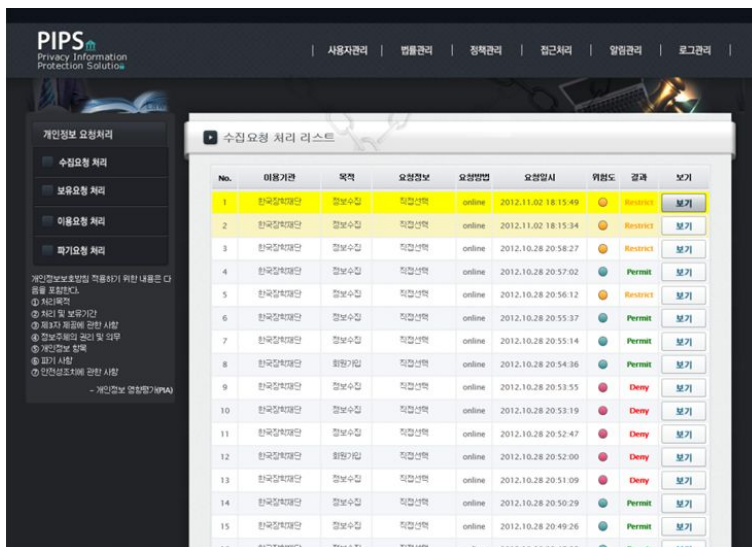 PIPS
Privacy Information
Protection Solution
사용자관리 | 법률관리 | 정책관리 | 접근처리 | 알림관리 | 로그관리
개인정보 요청처리
수집요청 처리
보유요청 처리
이용요청 처리
파기요청 처리
개인정보보호방침 적용하기 위한 내용은 다
음을 포함한다.
① 처리목적
② 처리 및 보유기간
③ 제3자 제공에 관한 사항
④ 정보주체의 권리 및 의무
⑤ 개인정보 항목
⑥ 파기 사항
⑦ 안전성조치에 관한 사항
- 개인정보 영향평가(PIA)
수집요청 처리 리스트
No. 이용기관 목적 요청정보 요청방법 요청일시 위험도 결과 보기
1 한국장학재단 정보수집 직접선택 online 2012.11.02 18:15:49 Restrict 보기
2 한국장학재단 정보수집 직접선택 online 2012.11.02 18:15:34 Restrict 보기
3 한국장학재단 정보수집 직접선택 online 2012.10.28 20:58:27 Restrict 보기
4 한국장학재단 정보수집 직접선택 online 2012.10.28 20:57:02 Permit 보기
5 한국장학재단 정보수집 직접선택 online 2012.10.28 20:56:12 Restrict 보기
6 한국장학재단 정보수집 직접선택 online 2012.10.28 20:55:37 Permit 보기
7 한국장학재단 정보수집 직접선택 online 2012.10.28 20:55:14 Permit 보기
8 한국장학재단 회원가입 직접선택 online 2012.10.28 20:54:36 Permit 보기
9 한국장학재단 정보수집 직접선택 online 2012.10.28 20:53:55 Deny 보기
10 한국장학재단 정보수집 직접선택 online 2012.10.28 20:53:19 Deny 보기
11 한국장학재단 정보수집 직접선택 online 2012.10.28 20:52:47 Deny 보기
12 한국장학재단 회원가입 직접선택 online 2012.10.28 20:52:00 Deny 보기
13 한국장학재단 정보수집 직접선택 online 2012.10.28 20:51:09 Deny 보기
14 한국장학재단 정보수집 직접선택 online 2012.10.28 20:50:29 Permit 보기
15 한국장학재단 정보수집 직접선택 online 2012.10.28 20:49:26 Permit 보기